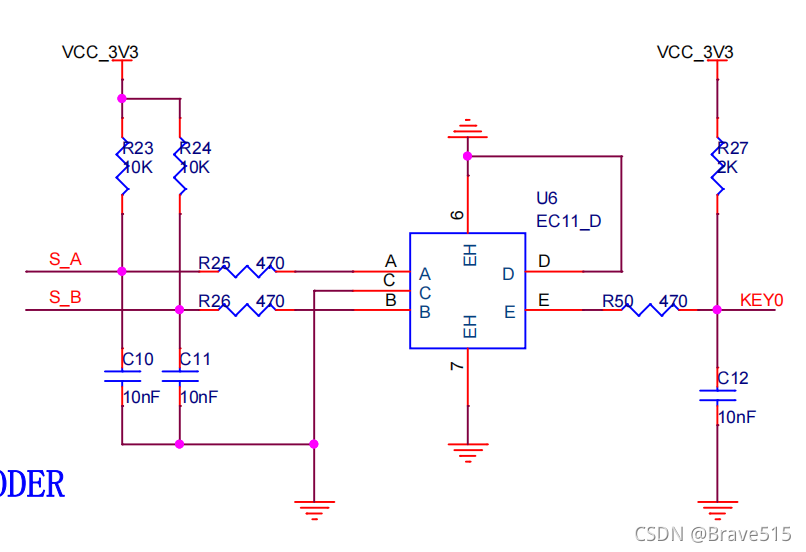 VCC_3V3
VCC_3V3
R23
10K
R24
10K
R27
2K
U6
EC11_D
6
EH
S_A
R25 470
A
A
D
D
C
C
S_B
R26 470
B
B
E
E
R50 470
KEY0
EH
7
C10
10nF
C11
10nF
C12
10nF
ODER
CSDN @Brave515